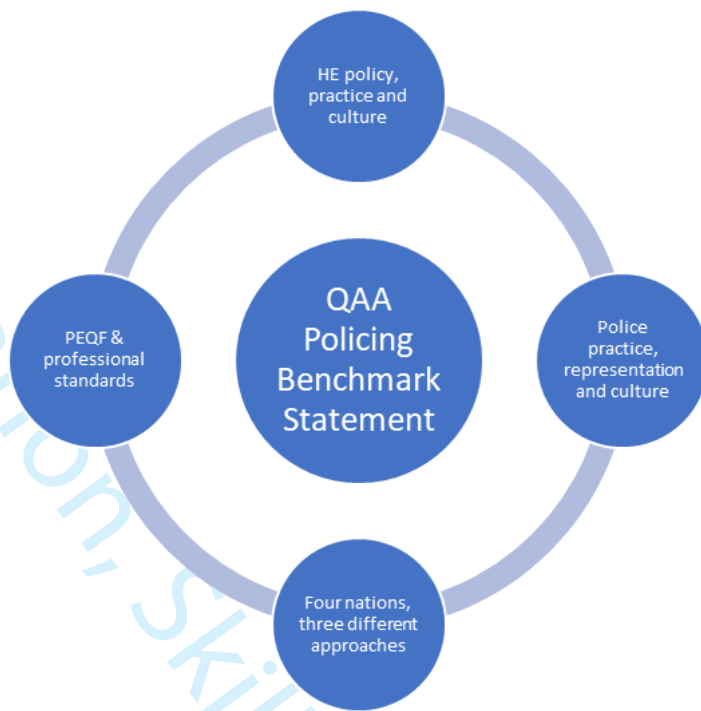 HE policy,
practice and
culture
QAA
Policing
Benchmark
Statement
PEQF &
professional
standards
Police
practice,
representation
and culture
Four nations,
three different
approaches